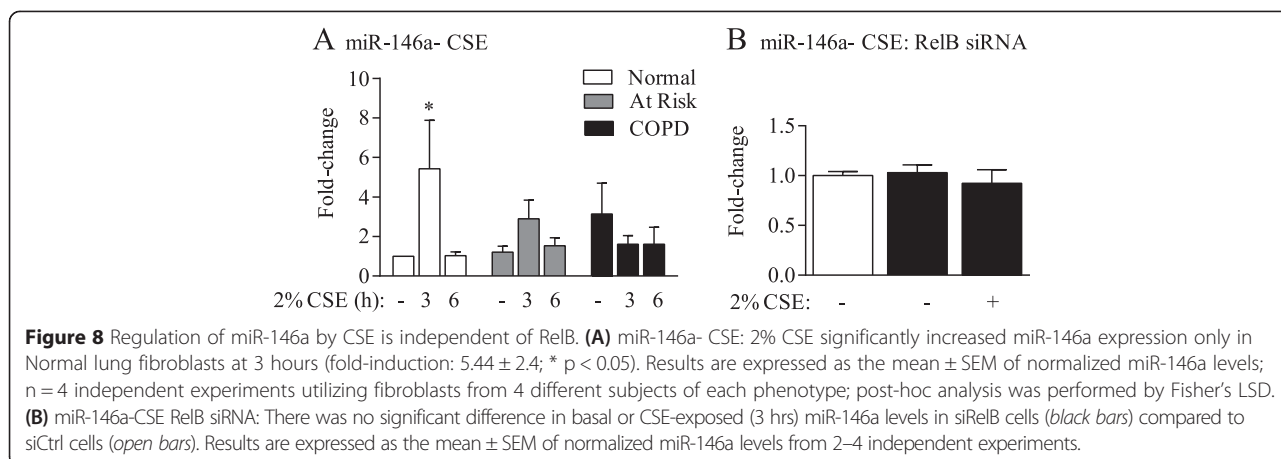 A miR-146a- CSE
B miR-146a- CSE: RelB siRNA
Fold-change
10
8
6
4
2
0
*
Normal
At Risk
COPD
2% CSE (h): - 3 6 - 3 6 - 3 6
Fold-change
1.5
1.0
0.5
0.0
2% CSE: - - +
Figure 8 Regulation of miR-146a by CSE is independent of RelB. (A) miR-146a- CSE: 2% CSE significantly increased miR-146a expression only in
Normal lung fibroblasts at 3 hours (fold-induction: 5.44 ± 2.4; * p < 0.05). Results are expressed as the mean ± SEM of normalized miR-146a levels;
n = 4 independent experiments utilizing fibroblasts from 4 different subjects of each phenotype; post-hoc analysis was performed by Fisher's LSD.
(B) miR-146a-CSE RelB siRNA: There was no significant difference in basal or CSE-exposed (3 hrs) miR-146a levels in siRelB cells (black bars) compared to
siCtrl cells (open bars). Results are expressed as the mean ± SEM of normalized miR-146a levels from 2–4 independent experiments.